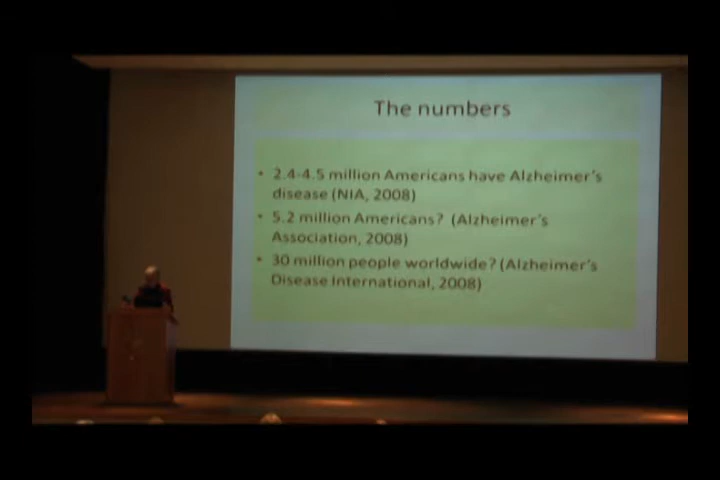 The numbers
• 2.4-4.5 million Americans have Alzheimer's
disease (NIA, 2008)
• 5.2 million Americans? (Alzheimer's
Association, 2008)
• 30 million people worldwide? (Alzheimer's
Disease International, 2008)